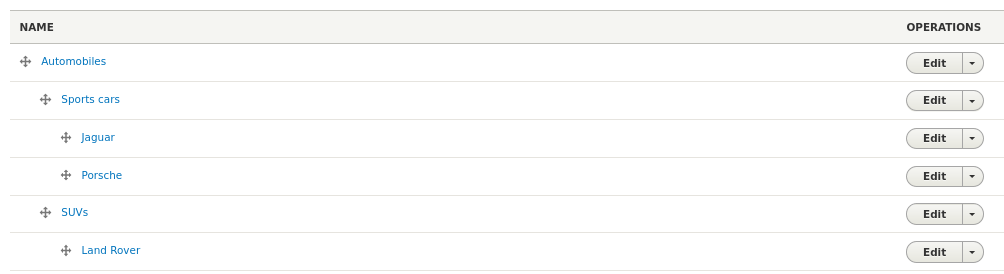 NAME OPERATIONS
Automobiles Edit
Sports cars Edit
Jaguar Edit
Porsche Edit
SUVs Edit
Land Rover Edit